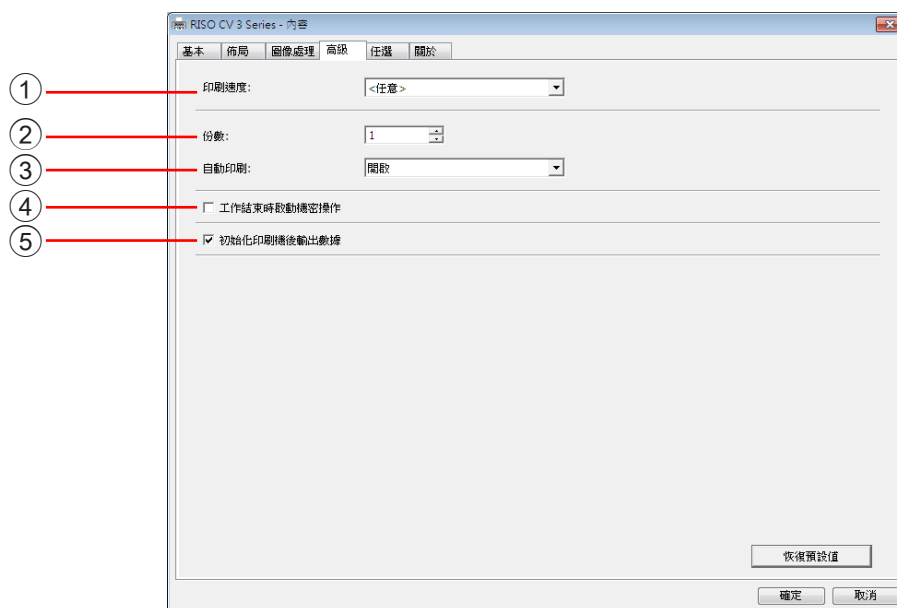 RISO CV 3 Series - 內容
基本 佈局 圖像處理 高級 任選 關於
① 印刷速度: <任意>
② 份數: 1
③ 自動印刷: 開啟
④ 工作結束時啟動機密操作
⑤ 初始化印刷機後輸出數據
恢復預設值
確定 取消